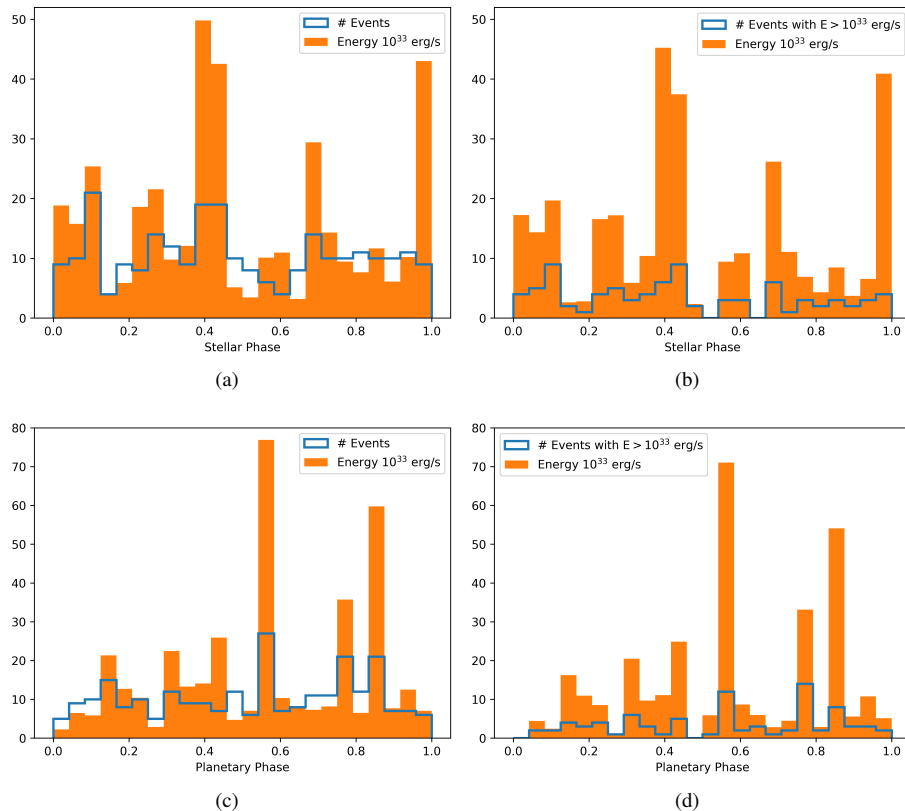 # Events
Energy 10³³ erg/s
50
40
30
20
10
0
0.0 0.2 0.4 0.6 0.8 1.0
Stellar Phase
(a)
# Events with E > 10³³ erg/s
Energy 10³³ erg/s
50
40
30
20
10
0
0.0 0.2 0.4 0.6 0.8 1.0
Stellar Phase
(b)
# Events
Energy 10³³ erg/s
80
70
60
50
40
30
20
10
0
0.0 0.2 0.4 0.6 0.8 1.0
Planetary Phase
(c)
# Events with E > 10³³ erg/s
Energy 10³³ erg/s
80
70
60
50
40
30
20
10
0
0.0 0.2 0.4 0.6 0.8 1.0
Planetary Phase
(d)